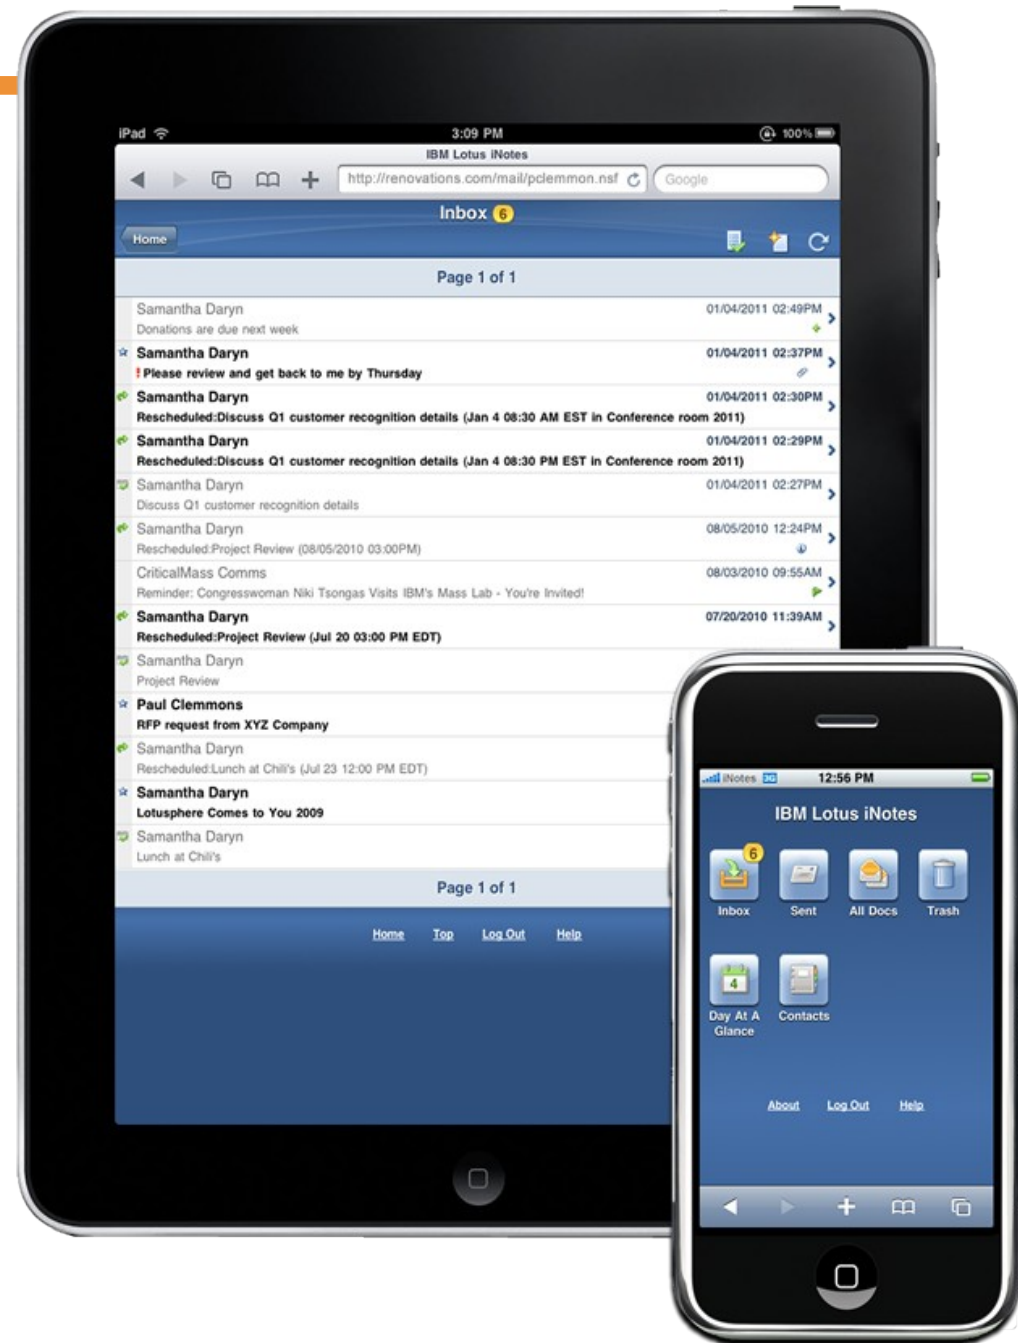 iPad 3:09 PM 100%
IBM Lotus iNotes
http://renovations.com/mail/pclemmon.nsf Google
Inbox 6
Home
Page 1 of 1
Samantha Daryn 01/04/2011 02:49PM
Donations are due next week
Samantha Daryn 01/04/2011 02:37PM
! Please review and get back to me by Thursday
Samantha Daryn 01/04/2011 02:30PM
Rescheduled:Discuss Q1 customer recognition details (Jan 4 08:30 AM EST in Conference room 2011)
Samantha Daryn 01/04/2011 02:29PM
Rescheduled:Discuss Q1 customer recognition details (Jan 4 08:30 PM EST in Conference room 2011)
Samantha Daryn 01/04/2011 02:27PM
Discuss Q1 customer recognition details
Samantha Daryn 08/05/2010 12:24PM
Rescheduled:Project Review (08/05/2010 03:00PM)
CriticalMass Comms 08/03/2010 09:55AM
Reminder: Congresswoman Niki Tsongas Visits IBM's Mass Lab - You're Invited!
Samantha Daryn 07/20/2010 11:39AM
Rescheduled:Project Review (Jul 20 03:00 PM EDT)
Samantha Daryn
Project Review
Paul Clemmons
RFP request from XYZ Company
Samantha Daryn
Rescheduled:Lunch at Chili's (Jul 23 12:00 PM EDT)
Samantha Daryn
Lotusphere Comes to You 2009
Samantha Daryn
Lunch at Chili's
Page 1 of 1
Home Top Log Out Help
iNotes 3G 12:56 PM
IBM Lotus iNotes
6
Inbox Sent All Docs Trash
4
Day At A Contacts
Glance
About Log Out Help